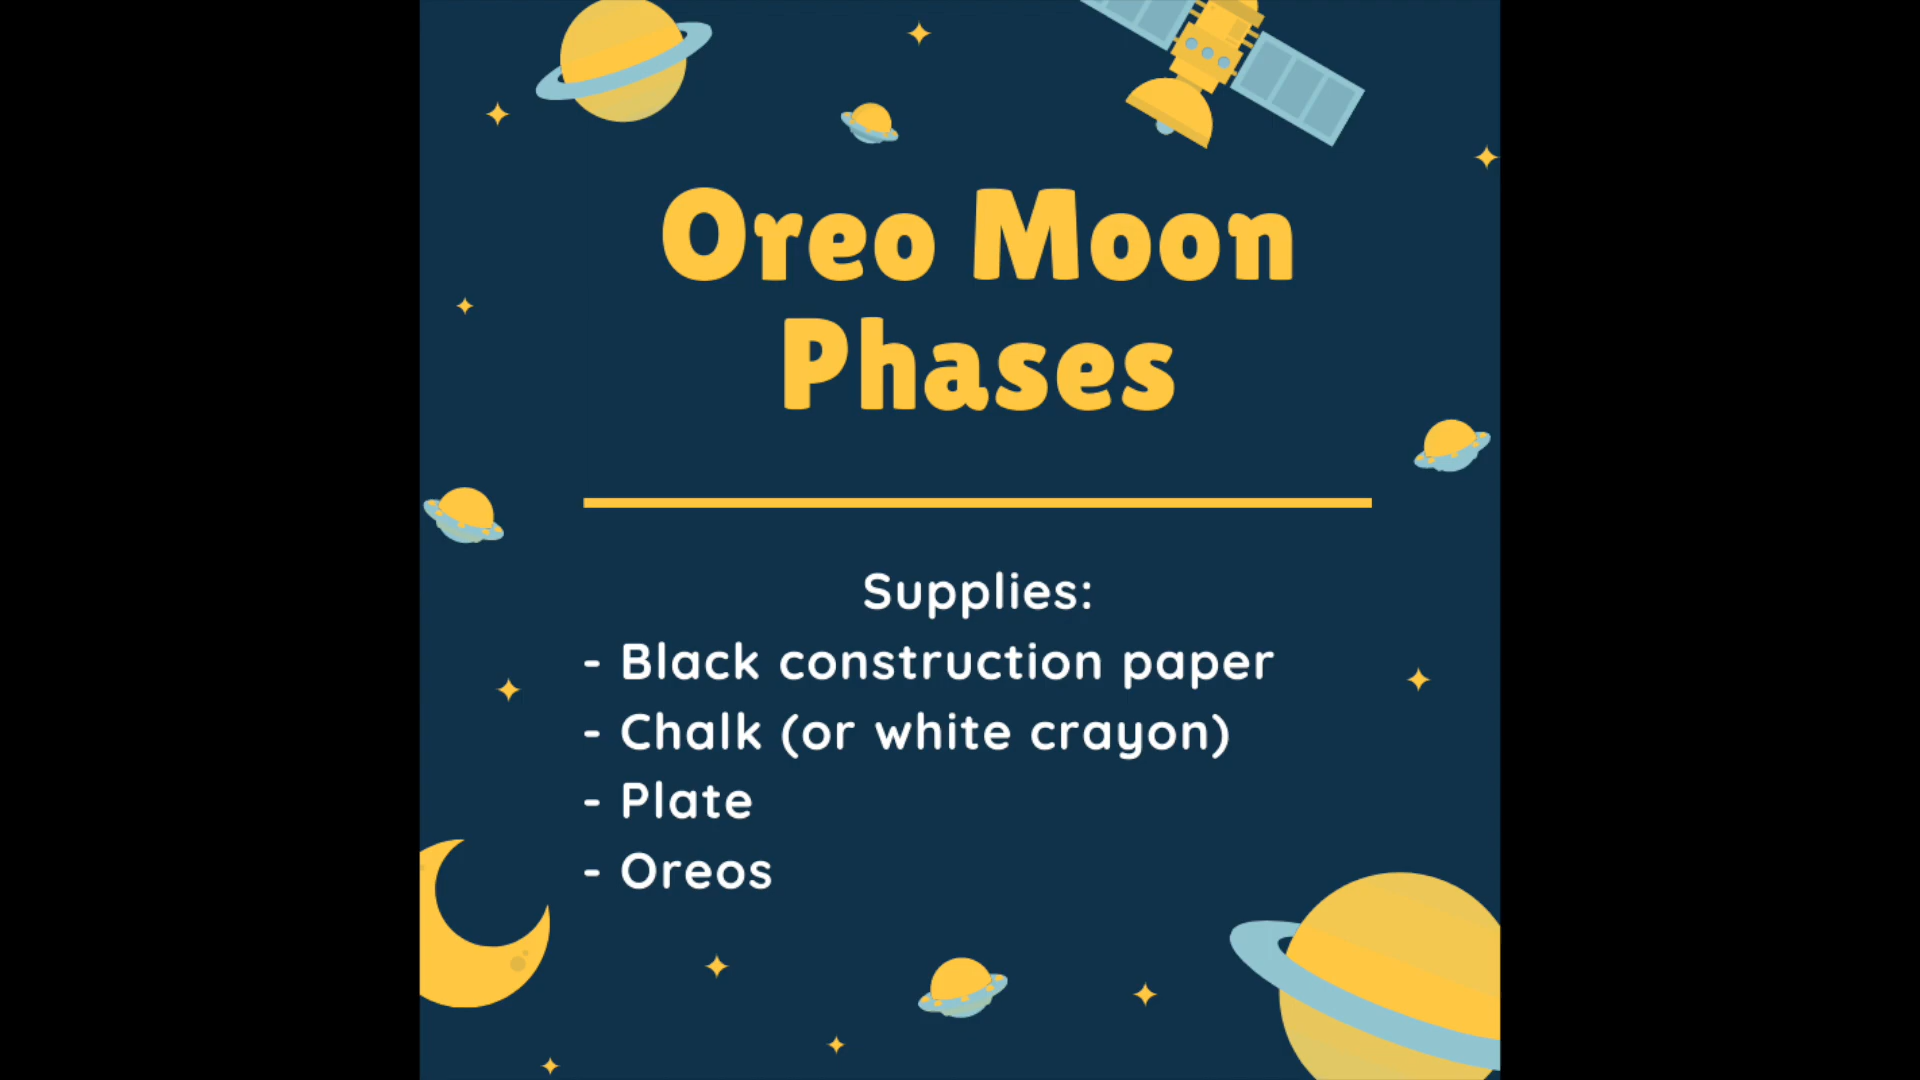 Oreo Moon
Phases
Supplies:
- Black construction paper
- Chalk (or white crayon)
- Plate
- Oreos